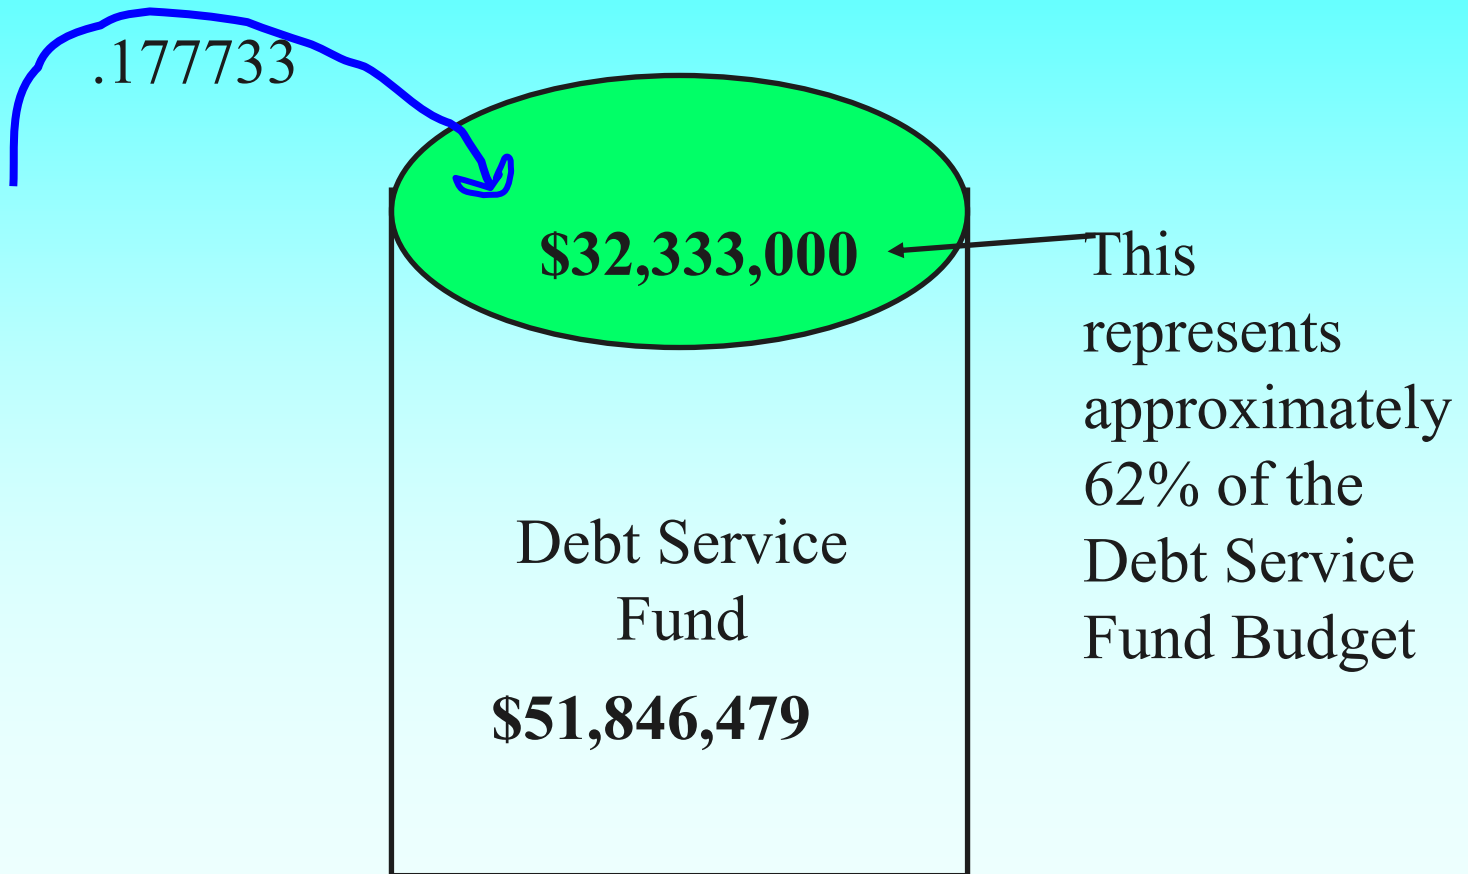 .177733
$32,333,000
This
represents
approximately
62% of the
Debt Service
Fund Budget
Debt Service
Fund
$51,846,479